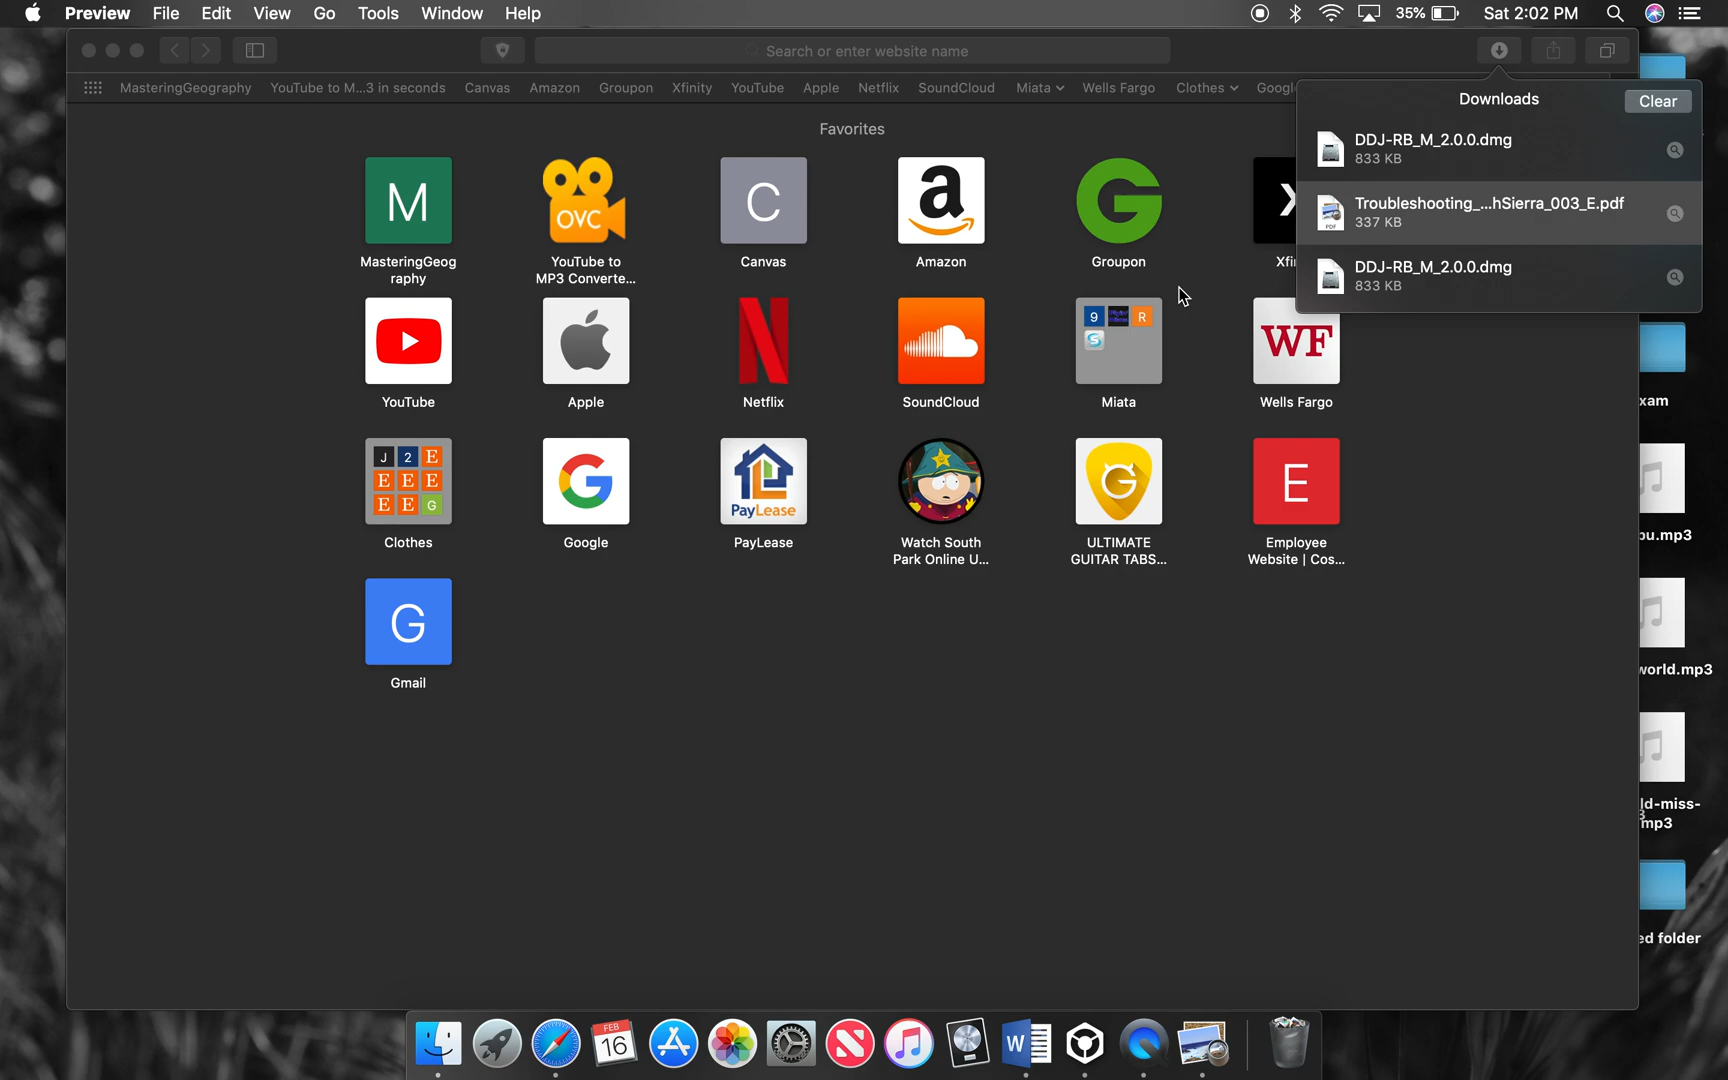 Preview File Edit View Go Tools Window Help
35% Sat 2:02 PM
Search or enter website name
MasteringGeography YouTube to M...3 in seconds Canvas Amazon Groupon Xfinity YouTube Apple Netflix SoundCloud Miata Wells Fargo Clothes Google
Downloads
Clear
DDJ-RB_M_2.0.0.dmg
833 KB
Troubleshooting_...hSierra_003_E.pdf
337 KB
PDF
DDJ-RB_M_2.0.0.dmg
833 KB
Favorites
M
OVC
C
a
G
X
MasteringGeog
raphy
YouTube to
MP3 Converte...
Canvas
Amazon
Groupon
Xfi
9 R
S
WF
YouTube
Apple
Netflix
SoundCloud
Miata
Wells Fargo
J 2 E
E E E
E E G
G
PayLease
G
E
Clothes
Google
PayLease
Watch South
Park Online U...
ULTIMATE
GUITAR TABS...
Employee
Website | Cos...
G
Gmail
xam
ou.mp3
world.mp3
ld-miss-
mp3
ed folder
FEB
16
W